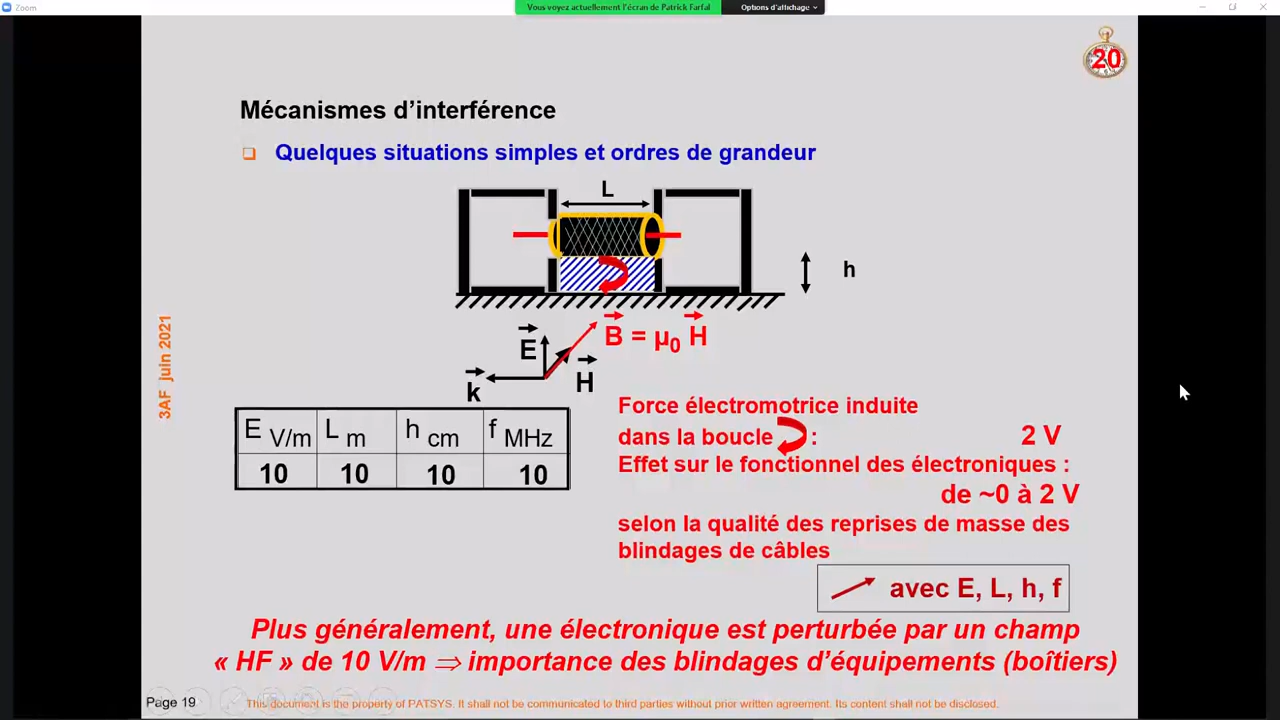 Zoom
Vous voyez actuellement l'écran de Patrick Farfal
Options d'affichage
20
Mécanismes d'interférence
Quelques situations simples et ordres de grandeur
L
h
B = μ0 H
E
H
k
3AF juin 2021
E V/m L m h cm f MHz
10 10 10 10
Force électromotrice induite
dans la boucle : 2 V
Effet sur le fonctionnel des électroniques :
de ~0 à 2 V
selon la qualité des reprises de masse des
blindages de câbles
avec E, L, h, f
Plus généralement, une électronique est perturbée par un champ
« HF » de 10 V/m ⇒ importance des blindages d'équipements (boîtiers)
Page 19
This document is the property of PATSYS. It shall not be communicated to third parties without prior written agreement. Its content shall not be disclosed.